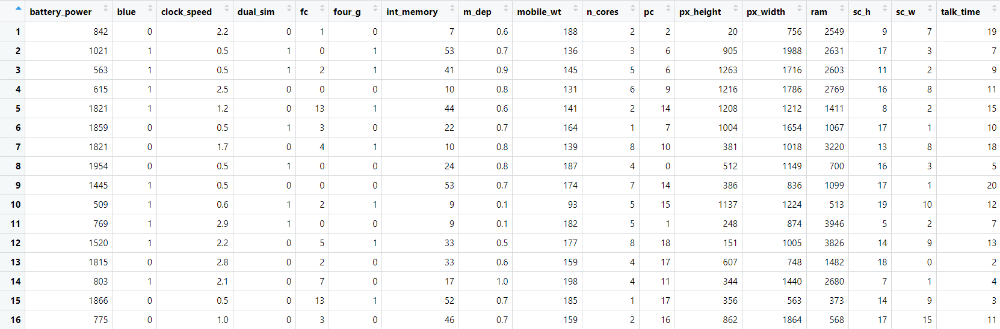 battery_power blue clock_speed dual_sim fc four_g int_memory m_dep mobile_wt n_cores pc px_height px_width ram sc_h sc_w talk_time
1 842 0 2.2 0 1 0 7 0.6 188 2 2 20 756 2549 9 7 19
2 1021 1 0.5 1 0 1 53 0.7 136 3 6 905 1988 2631 17 3 7
3 563 1 0.5 1 2 1 41 0.9 145 5 6 1263 1716 2603 11 2 9
4 615 1 2.5 0 0 0 10 0.8 131 6 9 1216 1786 2769 16 8 11
5 1821 1 1.2 0 13 1 44 0.6 141 2 14 1208 1212 1411 8 2 15
6 1859 0 0.5 1 3 0 22 0.7 164 1 7 1004 1654 1067 17 1 10
7 1821 0 1.7 0 4 1 10 0.8 139 8 10 381 1018 3220 13 8 18
8 1954 0 0.5 1 0 0 24 0.8 187 4 0 512 1149 700 16 3 5
9 1445 1 0.5 0 0 0 53 0.7 174 7 14 386 836 1099 17 1 20
10 509 1 0.6 1 2 1 9 0.1 93 5 15 1137 1224 513 19 10 12
11 769 1 2.9 1 0 0 9 0.1 182 5 1 248 874 3946 5 2 7
12 1520 1 2.2 0 5 1 33 0.5 177 8 18 151 1005 3826 14 9 13
13 1815 0 2.8 0 2 0 33 0.6 159 4 17 607 748 1482 18 0 2
14 803 1 2.1 0 7 0 17 1.0 198 4 11 344 1440 2680 7 1 4
15 1866 0 0.5 0 13 1 52 0.7 185 1 17 356 563 373 14 9 3
16 775 0 1.0 0 3 0 46 0.7 159 2 16 862 1864 568 17 15 11